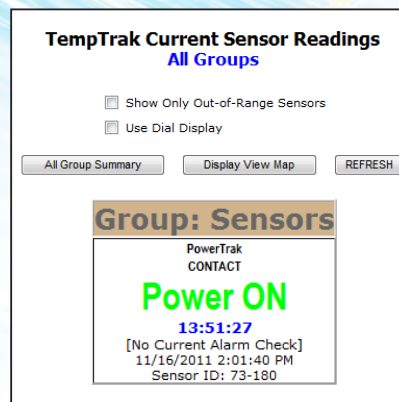 TempTrak Current Sensor Readings
All Groups
Show Only Out-of-Range Sensors
Use Dial Display
All Group Summary Display View Map REFRESH
Group: Sensors
PowerTrak
CONTACT
Power ON
13:51:27
[No Current Alarm Check]
11/16/2011 2:01:40 PM
Sensor ID: 73-180